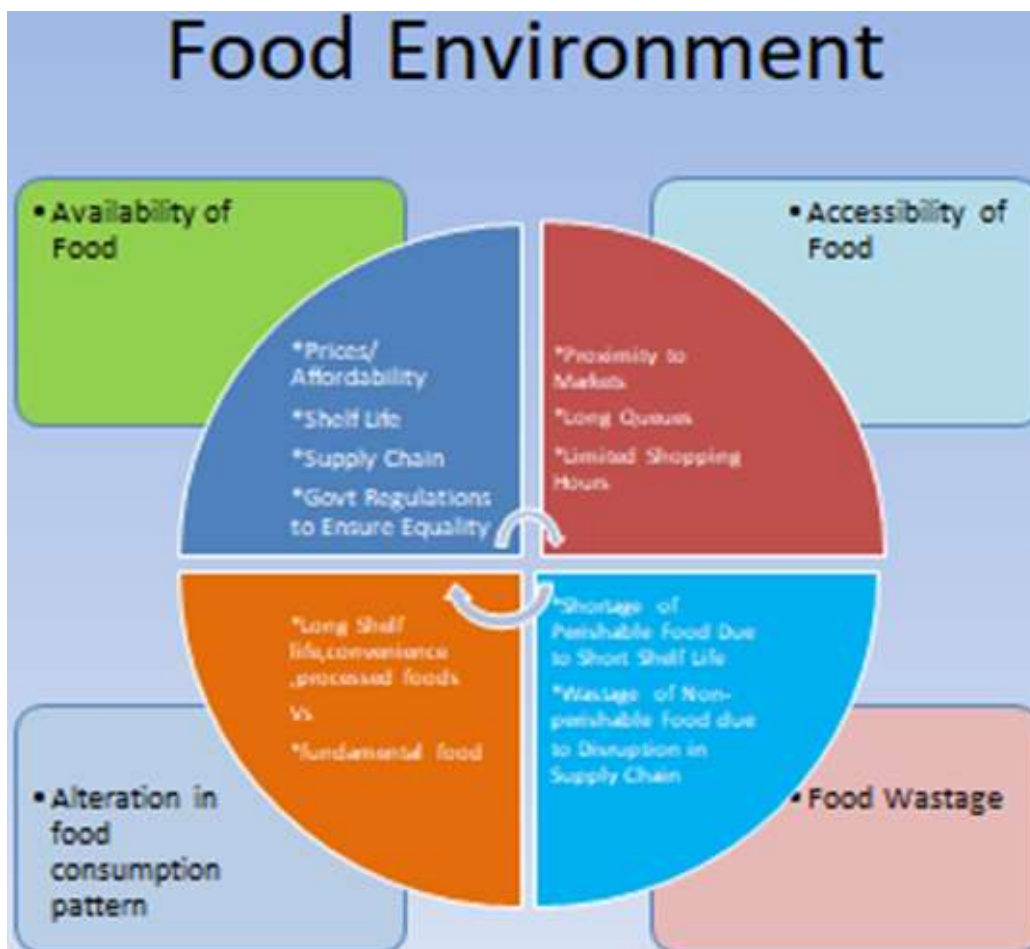 Food Environment
• Availability of
Food
*Prices/
Affordability
*Shelf Life
*Supply Chain
*Govt Regulations
to Ensure Equality
• Accessibility of
Food
*Proximity to
Markets
*Long Queues
*Limited Shopping
Hours
• Alteration in
food
consumption
pattern
*Long Shelf
life,convenience
,processed foods
Vs
*fundamental food
• Food Wastage
*Shortage of
Perishable Food Due
to Short Shelf Life
*Wastage of Non-
perishable Food due
to Disruption in
Supply Chain